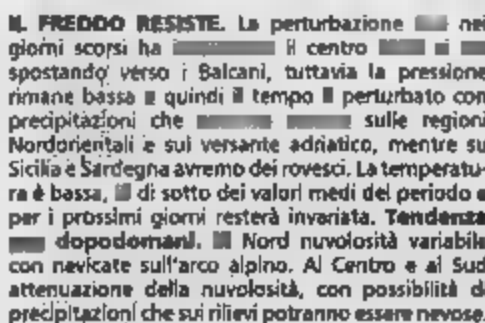 IL FREDDO RESISTE. La perturbazione nei
giorni scorsi ha il centro si
spostando verso i Balcani, tuttavia la pressione
rimane bassa e quindi il tempo è perturbato con
precipitazioni che sulle regioni
Nordorientali e sul versante adriatico, mentre su
Sicilia e Sardegna avremo dei rovesci. La temperatu-
ra è bassa, di sotto dei valori medi del periodo e
per i prossimi giorni resterà invariata. Tendenza
dopodomani. Nord nuvolosità variabile
con nevicate sull'arco alpino. Al Centro e al Sud
attenuazione della nuvolosità, con possibilità di
precipitazioni che sui rilievi potranno essere nevose.